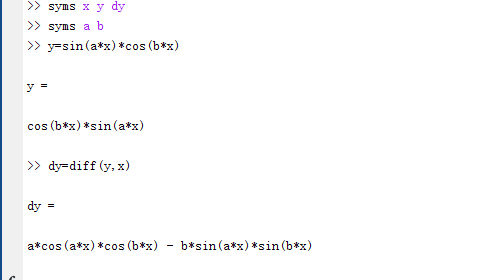 >> syms x y dy
>> syms a b
>> y=sin(a*x)*cos(b*x)
y =
cos(b*x)*sin(a*x)
>> dy=diff(y,x)
dy =
a*cos(a*x)*cos(b*x) - b*sin(a*x)*sin(b*x)